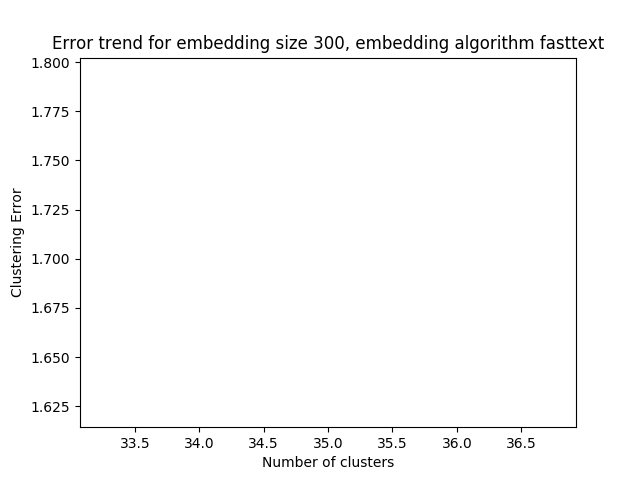 Error trend for embedding size 300, embedding algorithm fasttext
1.800
1.775
1.750
1.725
1.700
1.675
1.650
1.625
Clustering Error
33.5 34.0 34.5 35.0 35.5 36.0 36.5
Number of clusters